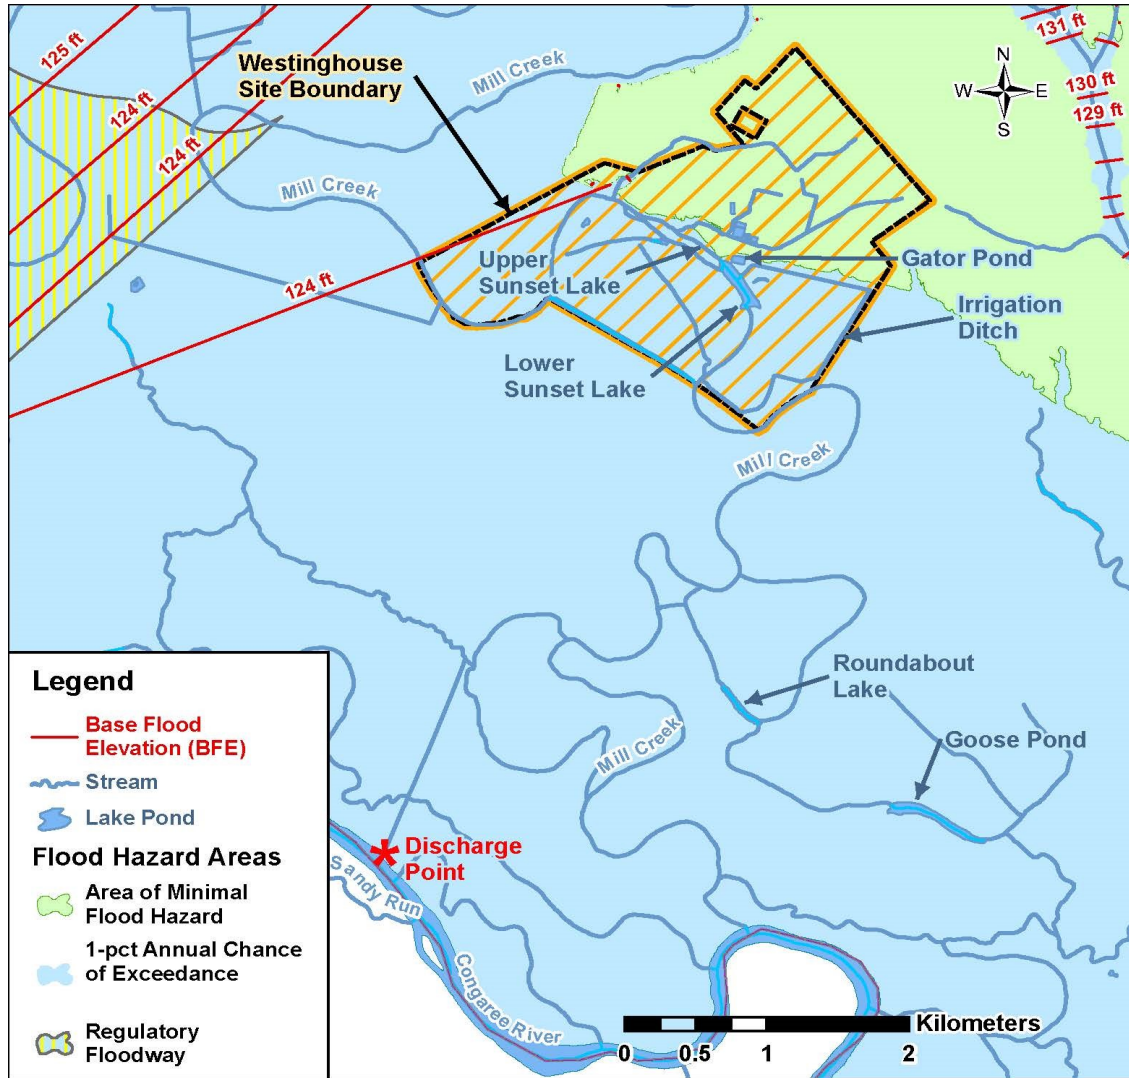 125 ft
124 ft
124 ft
124 ft
131 ft
130 ft
129 ft
N
W
E
S
Westinghouse
Site Boundary
Mill Creek
Mill Creek
Upper
Sunset Lake
Gator Pond
Irrigation
Ditch
Lower
Sunset Lake
Mill Creek
Roundabout
Lake
Goose Pond
Mill Creek
Discharge
Point
Sandy Run
Congaree River
Legend
Base Flood
Elevation (BFE)
Stream
Lake Pond
Flood Hazard Areas
Area of Minimal
Flood Hazard
1-pct Annual Chance
of Exceedance
Regulatory
Floodway
Kilometers
0 0.5 1 2